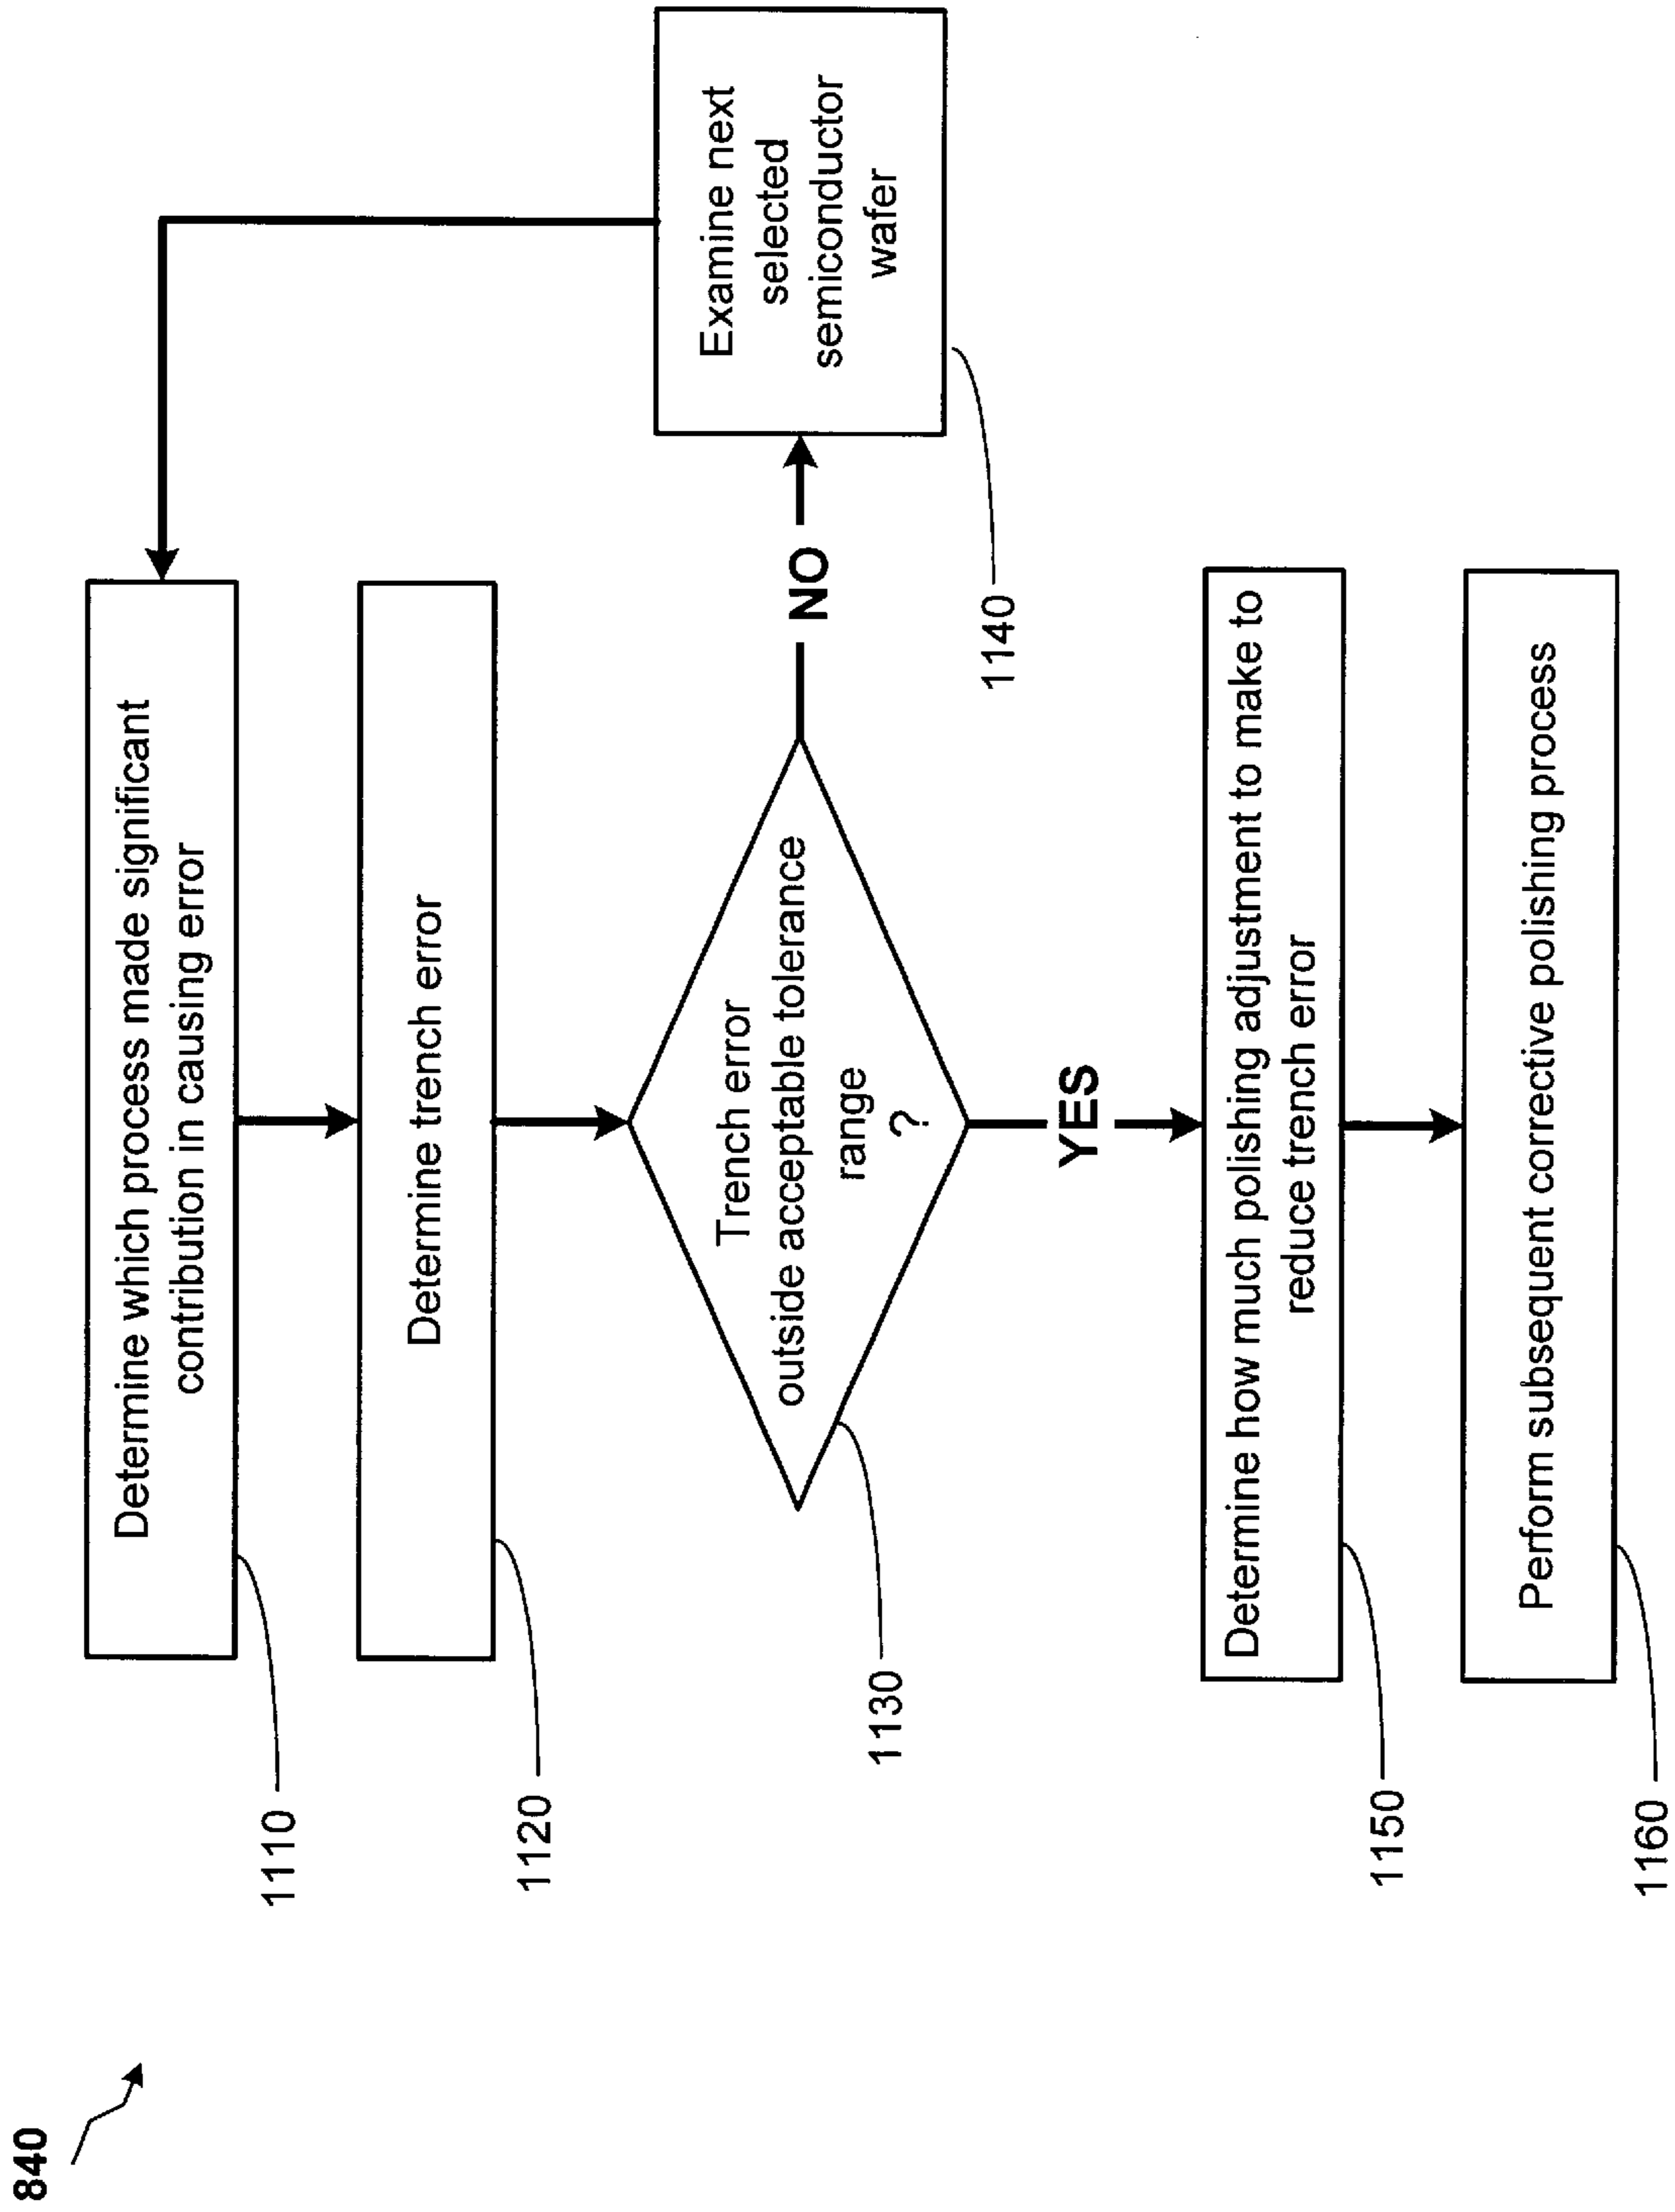 840
1110
Determine which process made significant
contribution in causing error
1120
Determine trench error
1130
Trench error
outside acceptable tolerance
range
?
NO
1140
Examine next
selected
semiconductor
wafer
YES
1150
Determine how much polishing adjustment to make to
reduce trench error
1160
Perform subsequent corrective polishing process